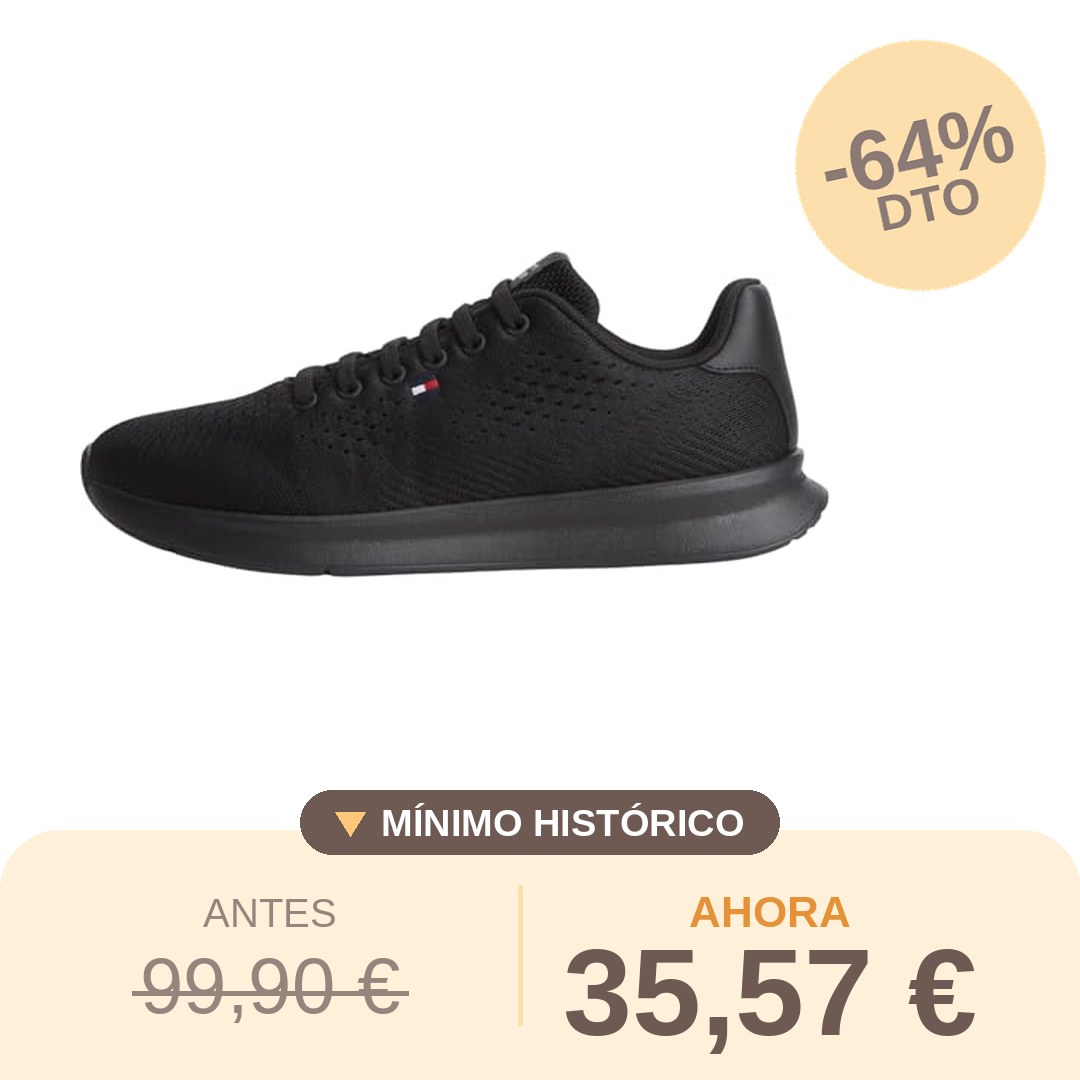 -64%
DTO
MÍNIMO HISTÓRICO
ANTES
99,90 €
AHORA
35,57 €